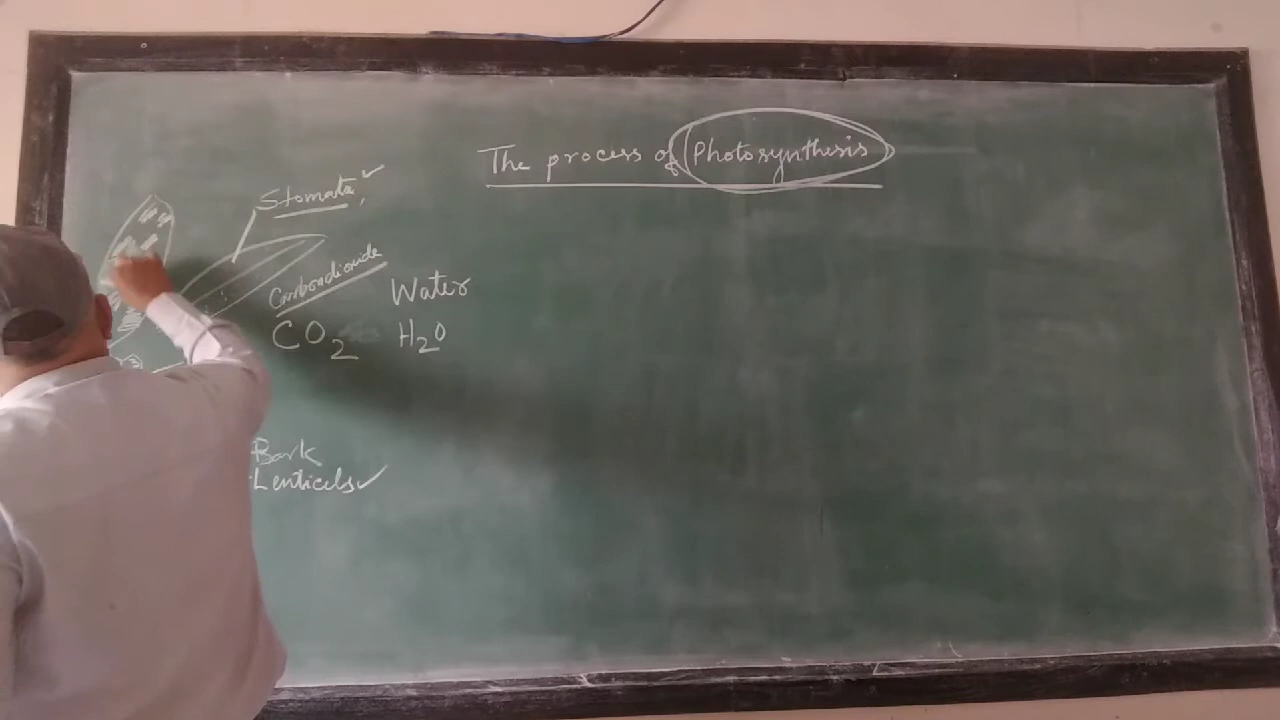 The process of Photosynthesis
Stomata,
Carbondioxide
Water
CO2
H2O
Bark
Lenticels